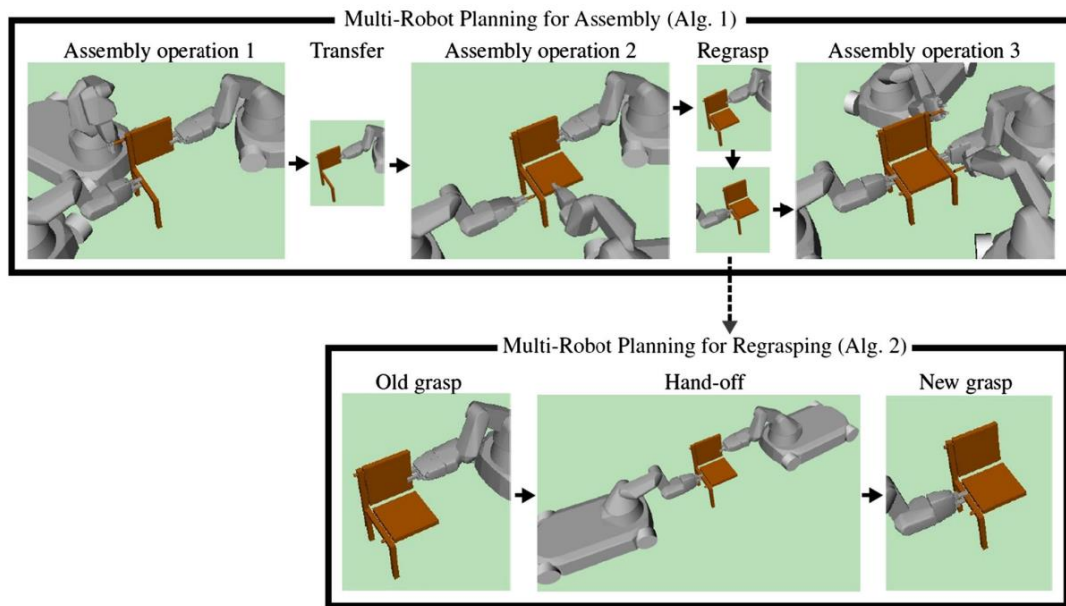 Multi-Robot Planning for Assembly (Alg. 1)
Assembly operation 1
Transfer
Assembly operation 2
Regrasp
Assembly operation 3
Multi-Robot Planning for Regrasping (Alg. 2)
Old grasp
Hand-off
New grasp